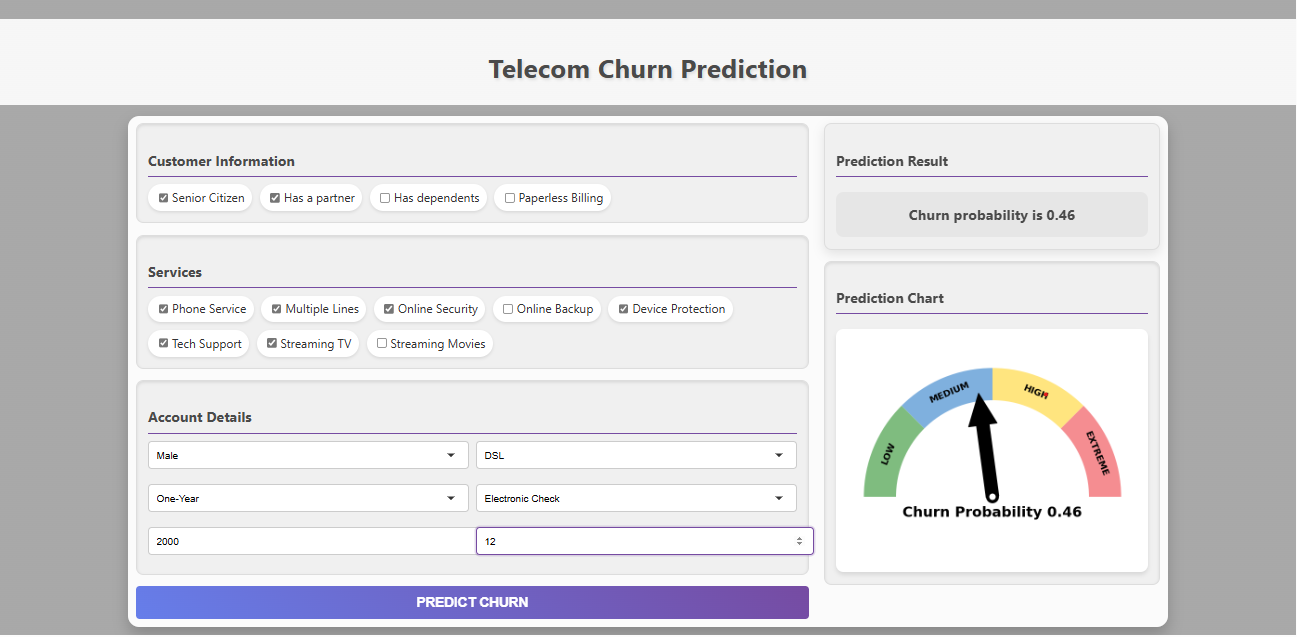 Telecom Churn Prediction
Customer Information
Senior Citizen Has a partner Has dependents Paperless Billing
Services
Phone Service Multiple Lines Online Security Online Backup Device Protection
Tech Support Streaming TV Streaming Movies
Account Details
Male DSL
One-Year Electronic Check
2000 12
PREDICT CHURN
Prediction Result
Churn probability is 0.46
Prediction Chart
LOW MEDIUM HIGH EXTREME
Churn Probability 0.46